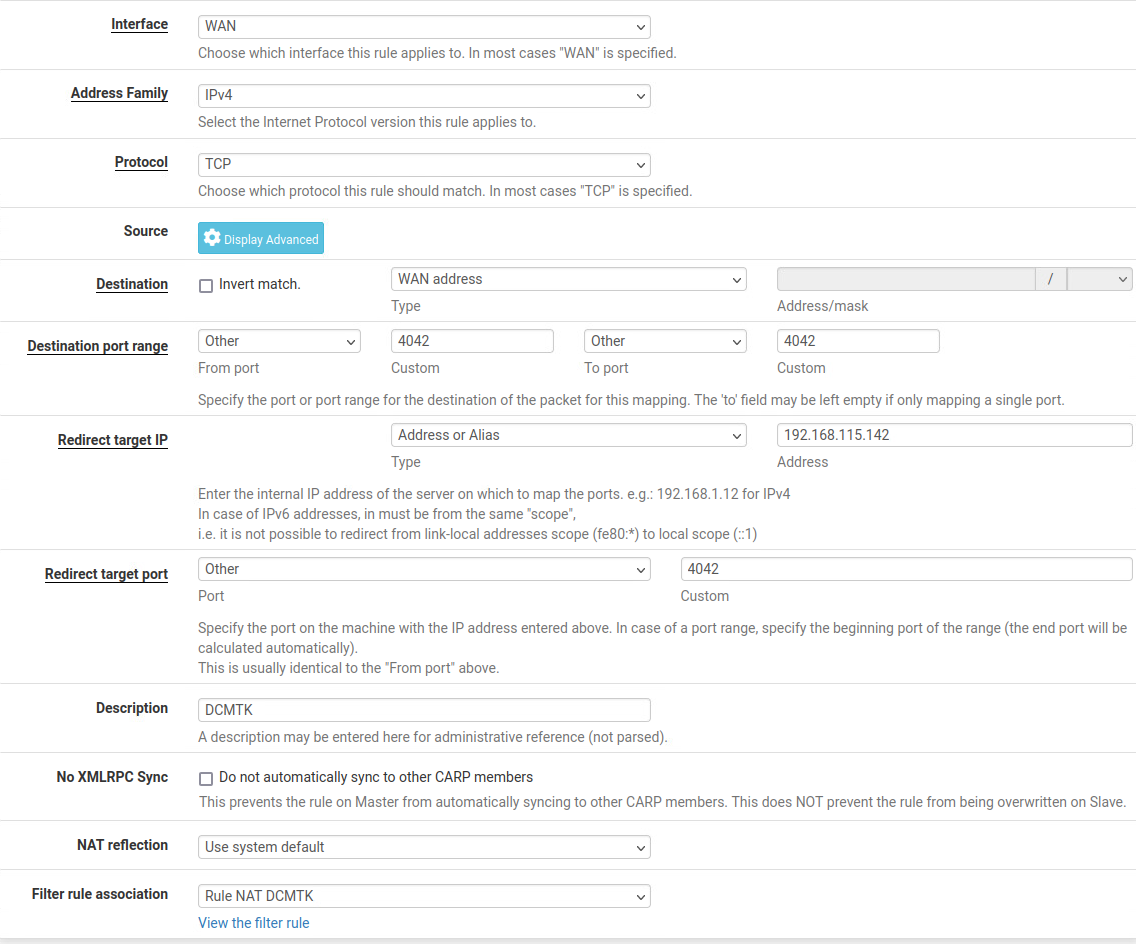 Interface WAN
Choose which interface this rule applies to. In most cases "WAN" is specified.
Address Family IPv4
Select the Internet Protocol version this rule applies to.
Protocol TCP
Choose which protocol this rule should match. In most cases "TCP" is specified.
Source Display Advanced
Destination Invert match. WAN address /
Type Address/mask
Destination port range Other 4042 Other 4042
From port Custom To port Custom
Specify the port or port range for the destination of the packet for this mapping. The 'to' field may be left empty if only mapping a single port.
Redirect target IP Address or Alias 192.168.115.142
Type Address
Enter the internal IP address of the server on which to map the ports. e.g.: 192.168.1.12 for IPv4
In case of IPv6 addresses, in must be from the same "scope",
i.e. it is not possible to redirect from link-local addresses scope (fe80:*) to local scope (::1)
Redirect target port Other 4042
Port Custom
Specify the port on the machine with the IP address entered above. In case of a port range, specify the beginning port of the range (the end port will be
calculated automatically).
This is usually identical to the "From port" above.
Description DCMTK
A description may be entered here for administrative reference (not parsed).
No XMLRPC Sync Do not automatically sync to other CARP members
This prevents the rule on Master from automatically syncing to other CARP members. This does NOT prevent the rule from being overwritten on Slave.
NAT reflection Use system default
Filter rule association Rule NAT DCMTK
View the filter rule